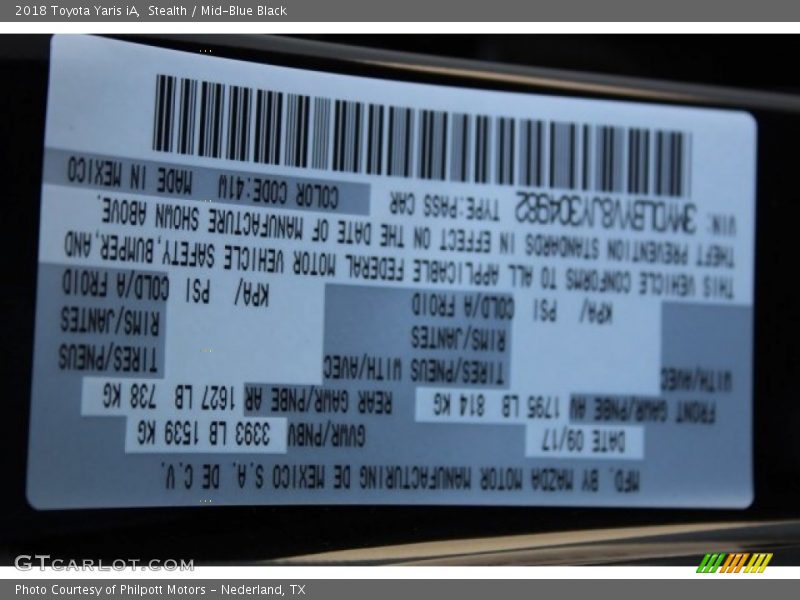 2018 Toyota Yaris iA, Stealth / Mid-Blue Black
MFD. BY MAZDA MOTOR MANUFACTURING DE MEXICO S.A. DE C.V.
DATE 09/17 GVWR/PNBV 3393 LB 1539 KG
FRONT GAWR/PNBE AV 1795 LB 814 KG REAR GAWR/PNBE AR 1627 LB 738 KG
WITH/AVEC TIRES/PNEUS WITH/AVEC TIRES/PNEUS
RIMS/JANTES RIMS/JANTES
KPA/ PSI COLD/A FROID KPA/ PSI COLD/A FROID
THIS VEHICLE CONFORMS TO ALL APPLICABLE FEDERAL MOTOR VEHICLE SAFETY, BUMPER, AND
THEFT PREVENTION STANDARDS IN EFFECT ON THE DATE OF MANUFACTURE SHOWN ABOVE.
VIN: 3MYDLBYV8JY304982 TYPE:PASS CAR
COLOR CODE:41W MADE IN MEXICO
GTcarlot.com
Photo Courtesy of Philpott Motors - Nederland, TX